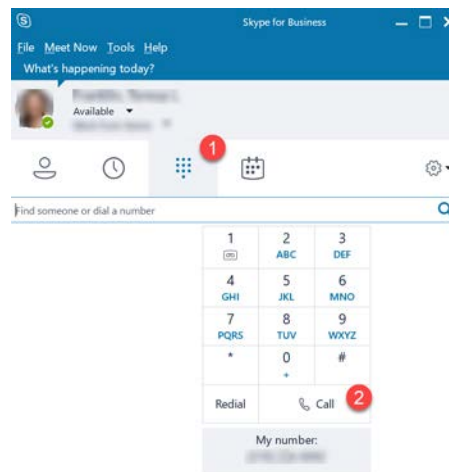 Skype for Business
File Meet Now Tools Help
What's happening today?
Available
1
Find someone or dial a number
1 2 3
ABC DEF
4 5 6
GHI JKL MNO
7 8 9
PQRS TUV WXYZ
* 0 #
+
Redial Call 2
My number: